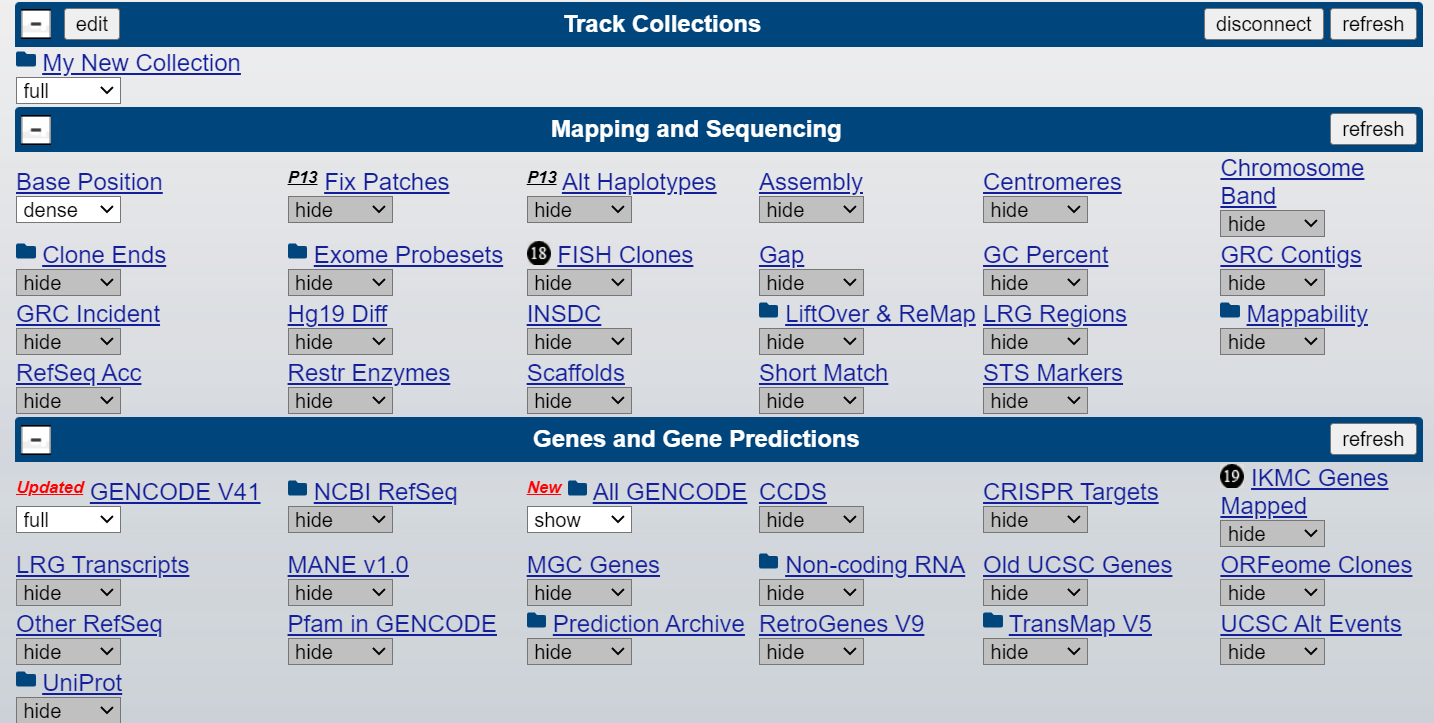 - edit Track Collections disconnect refresh
My New Collection
full
- Mapping and Sequencing refresh
Base Position P13 Fix Patches P13 Alt Haplotypes Assembly Centromeres Chromosome
Band
dense hide hide hide hide hide
Clone Ends Exome Probesets 18 FISH Clones Gap GC Percent GRC Contigs
hide hide hide hide hide hide
GRC Incident Hg19 Diff INSDC LiftOver & ReMap LRG Regions Mappability
hide hide hide hide hide hide
RefSeq Acc Restr Enzymes Scaffolds Short Match STS Markers
hide hide hide hide hide
- Genes and Gene Predictions refresh
Updated GENCODE V41 NCBI RefSeq New All GENCODE CCDS CRISPR Targets 19 IKMC Genes
Mapped
full hide show hide hide hide
LRG Transcripts MANE v1.0 MGC Genes Non-coding RNA Old UCSC Genes ORFeome Clones
hide hide hide hide hide hide
Other RefSeq Pfam in GENCODE Prediction Archive RetroGenes V9 TransMap V5 UCSC Alt Events
hide hide hide hide hide hide
UniProt
hide